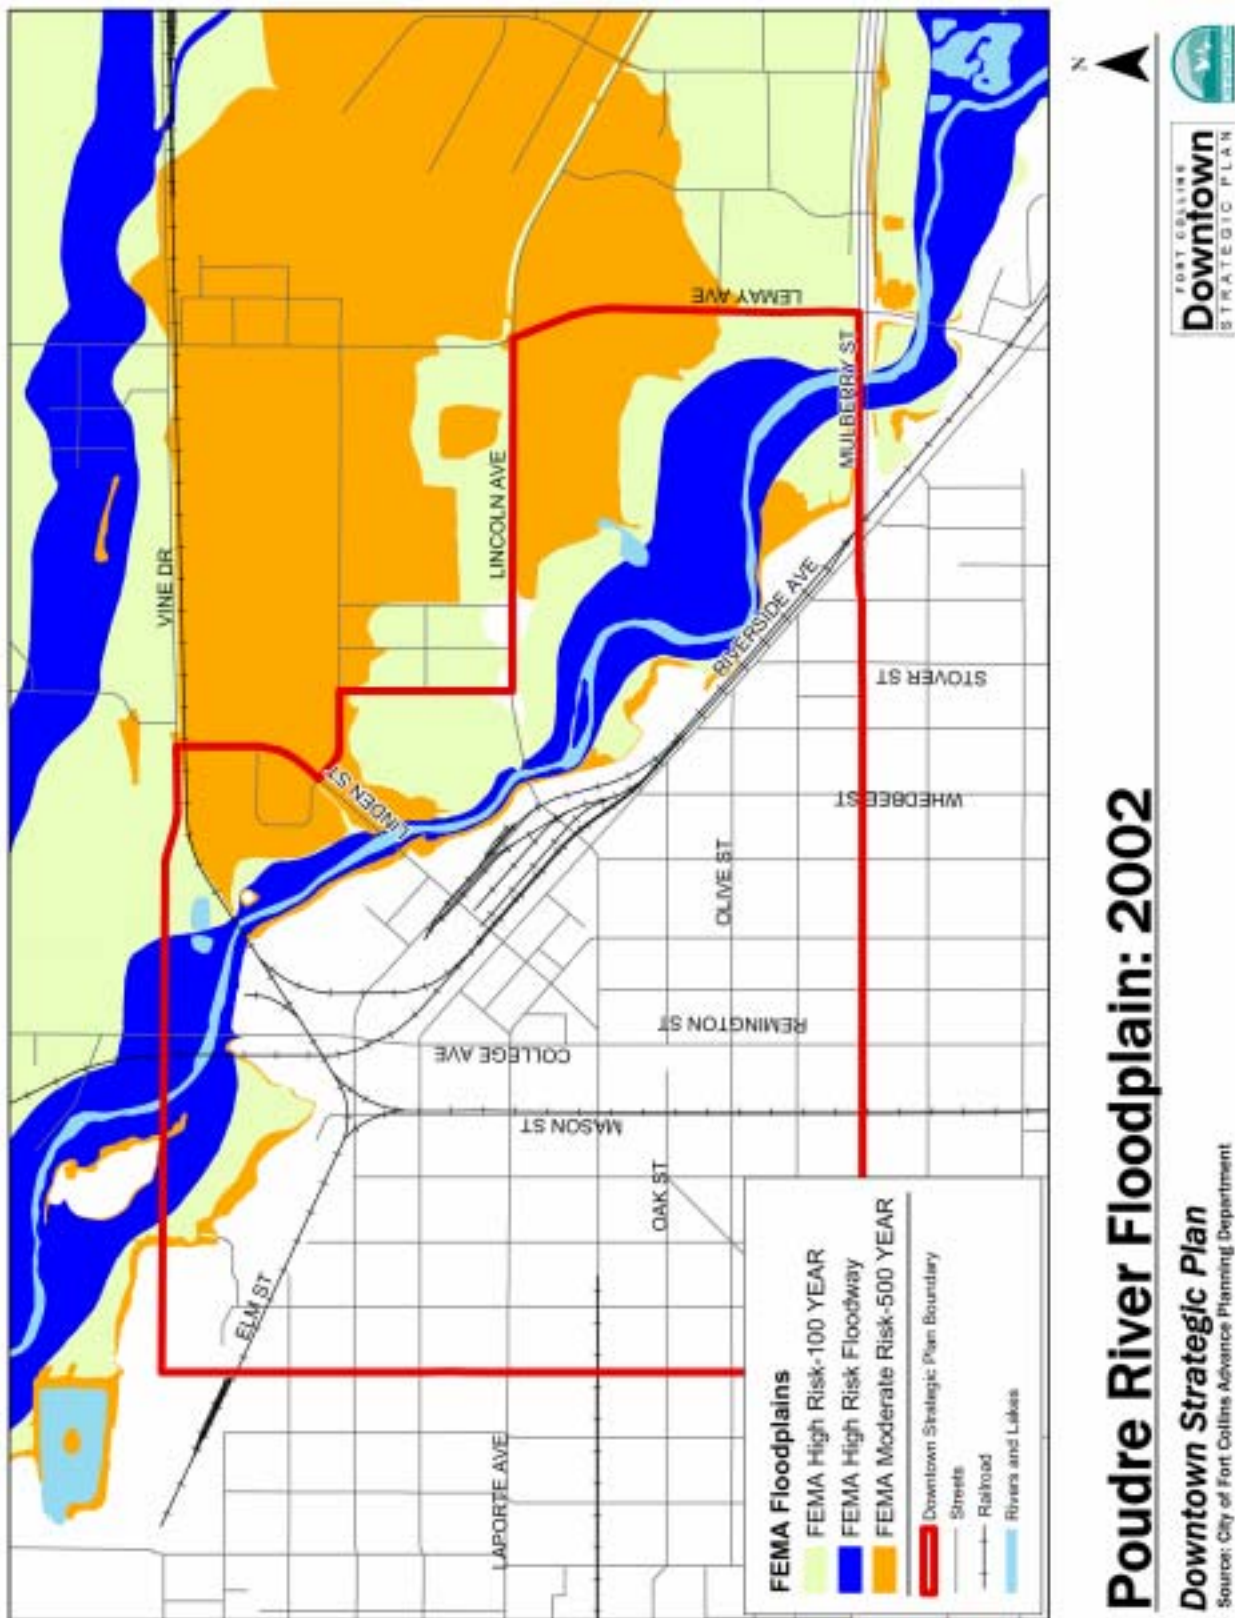 VINE DR
LINCOLN AVE
LEMAY AVE
MULBERRY ST
LINDEN ST
RIVERSIDE AVE
STOVER ST
WHEDBEE ST
OLIVE ST
REMINGTON ST
COLLEGE AVE
MASON ST
OAK ST
ELM ST
LAPORTE AVE
FEMA Floodplains
FEMA High Risk-100 YEAR
FEMA High Risk Floodway
FEMA Moderate Risk-500 YEAR
Downtown Strategic Plan Boundary
Streets
Railroad
Rivers and Lakes
N
Poudre River Floodplain: 2002
Downtown Strategic Plan
Source: City of Fort Collins Advance Planning Department
FORT COLLINS
Downtown
STRATEGIC PLAN